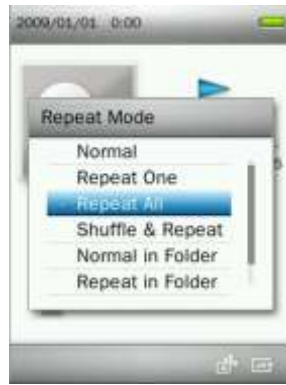 2009/01/01 0:00
Repeat Mode
Normal
Repeat One
Repeat All
Shuffle & Repeat
Normal in Folder
Repeat in Folder